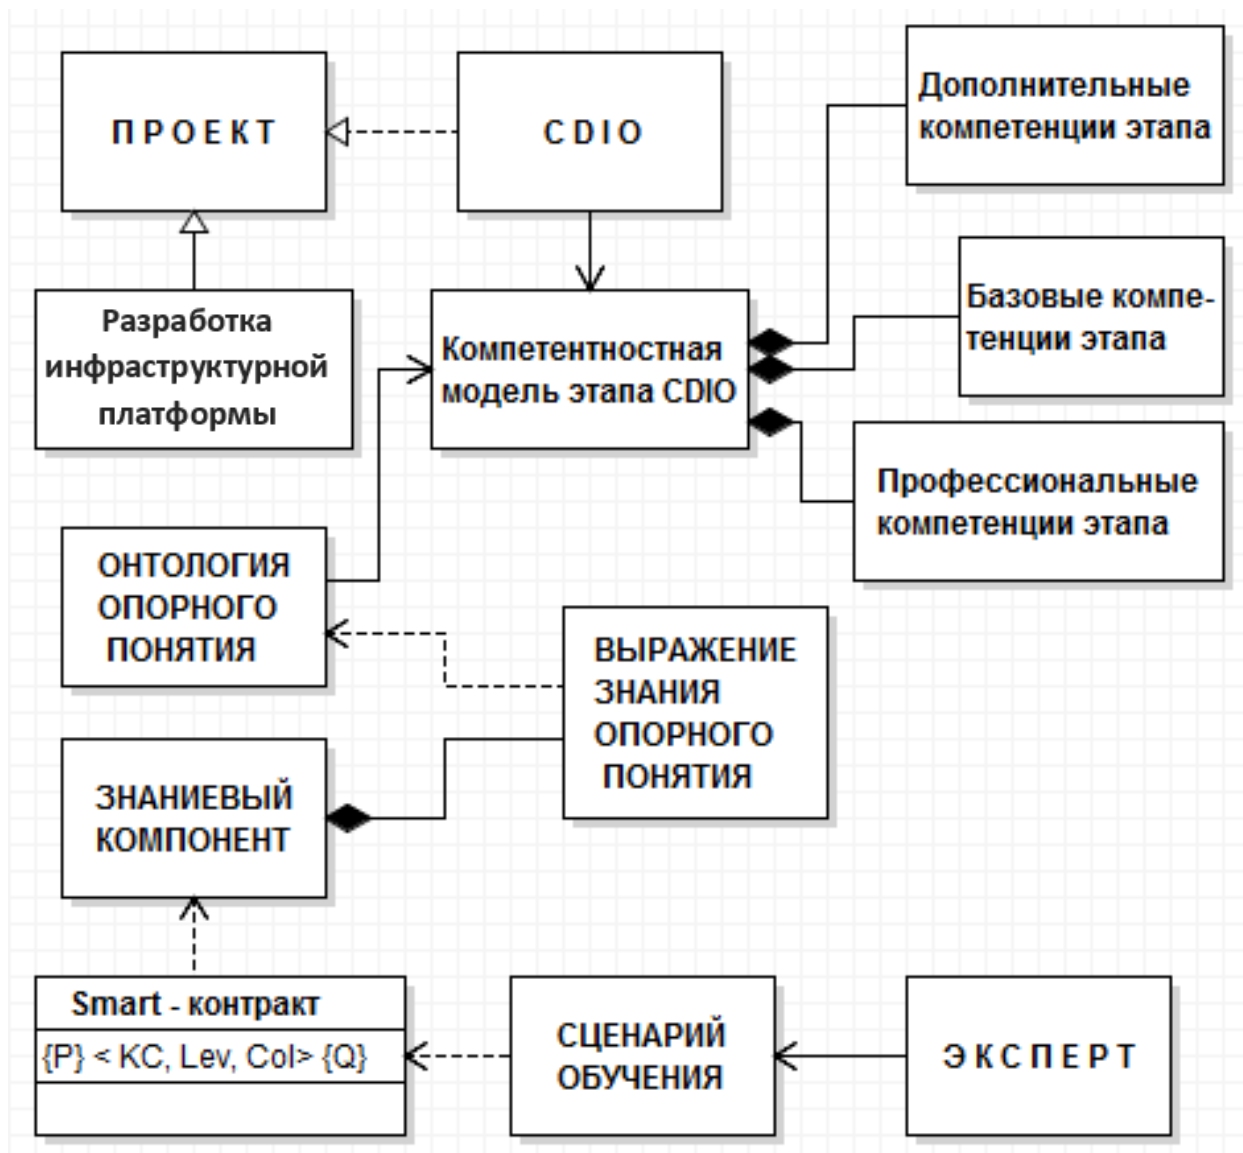 П Р О Е К Т
C D I O
Дополнительные
компетенции этапа
Разработка
инфраструктурной
платформы
Компетентностная
модель этапа CDIO
Базовые компе-
тенции этапа
Профессиональные
компетенции этапа
ОНТОЛОГИЯ
ОПОРНОГО
ПОНЯТИЯ
ВЫРАЖЕНИЕ
ЗНАНИЯ
ОПОРНОГО
ПОНЯТИЯ
ЗНАНИЕВЫЙ
КОМПОНЕНТ
Smart - контракт
{P} < KC, Lev, Col> {Q}
СЦЕНАРИЙ
ОБУЧЕНИЯ
Э К С П Е Р Т